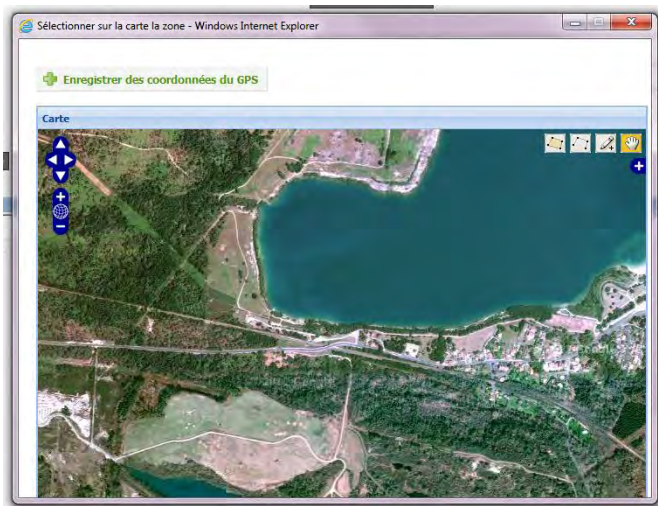 Sélectionner sur la carte la zone - Windows Internet Explorer
Enregistrer des coordonnées du GPS
Carte